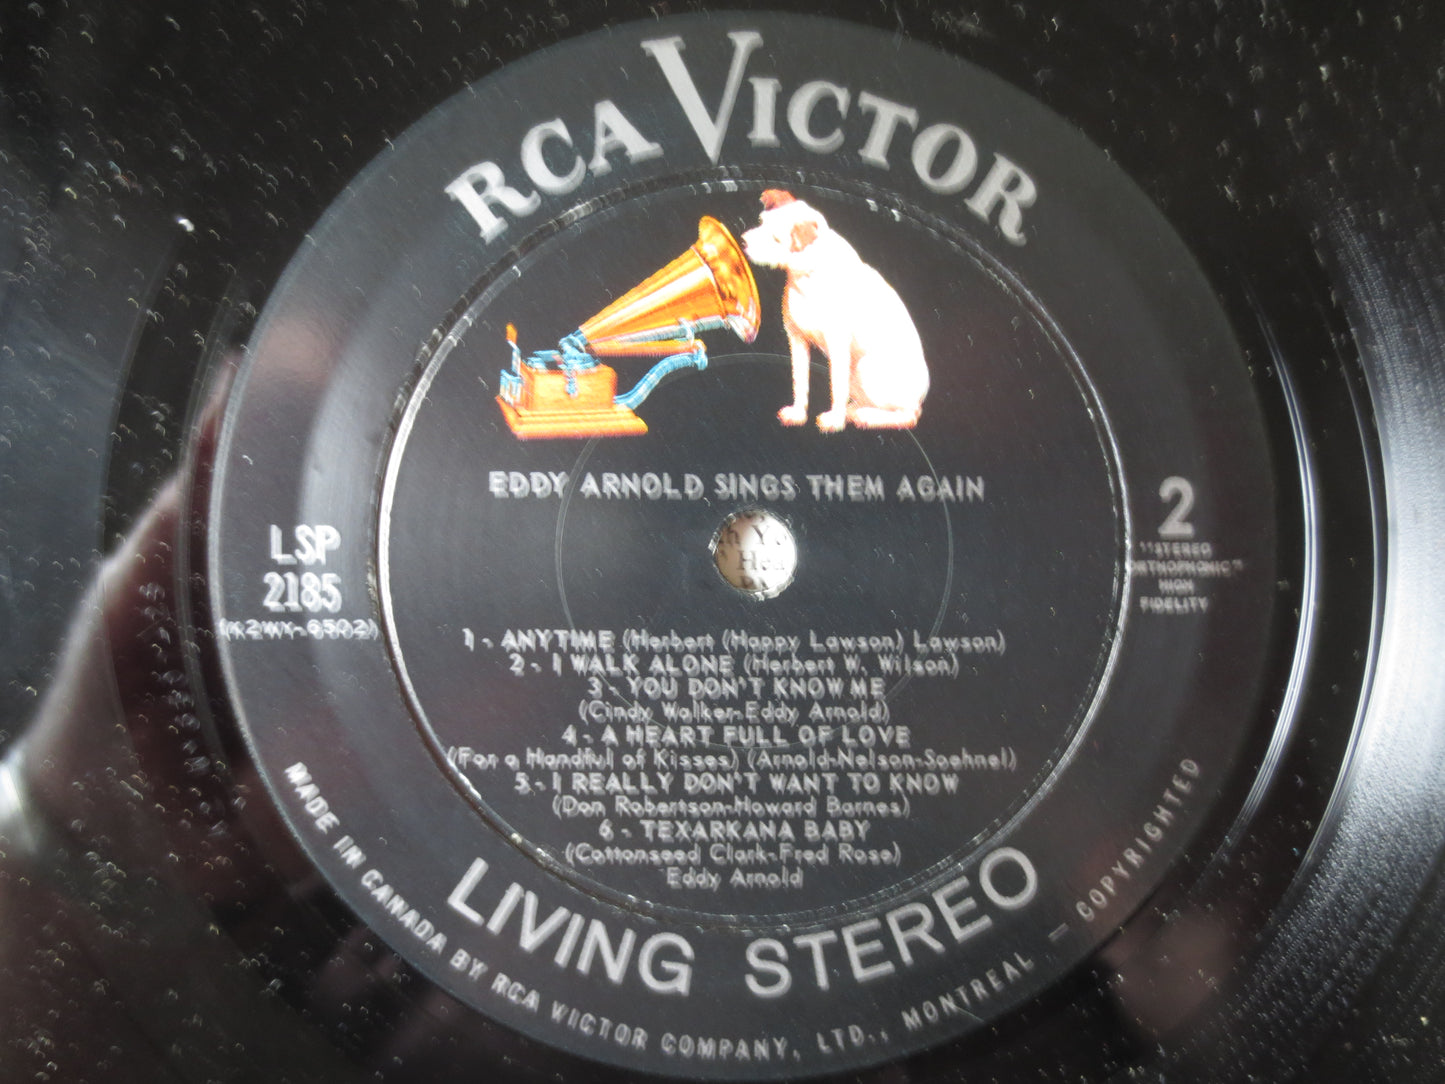 RCA VICTOR
EDDY ARNOLD SINGS THEM AGAIN
LSP
2185
(K2WY-6502)
2
"STEREO
ORTHOPHONIC"
HIGH
FIDELITY
1 - ANYTIME (Herbert (Happy Lawson) Lawson)
2 - I WALK ALONE (Herbert W. Wilson)
3 - YOU DON'T KNOW ME
(Cindy Walker-Eddy Arnold)
4 - A HEART FULL OF LOVE
(For a Handful of Kisses) (Arnold-Nelson-Soehnel)
5 - I REALLY DON'T WANT TO KNOW
(Don Robertson-Howard Barnes)
6 - TEXARKANA BABY
(Cottonseed Clark-Fred Rose)
Eddy Arnold
LIVING STEREO
MADE IN CANADA BY RCA VICTOR COMPANY, LTD., MONTREAL — COPYRIGHTED